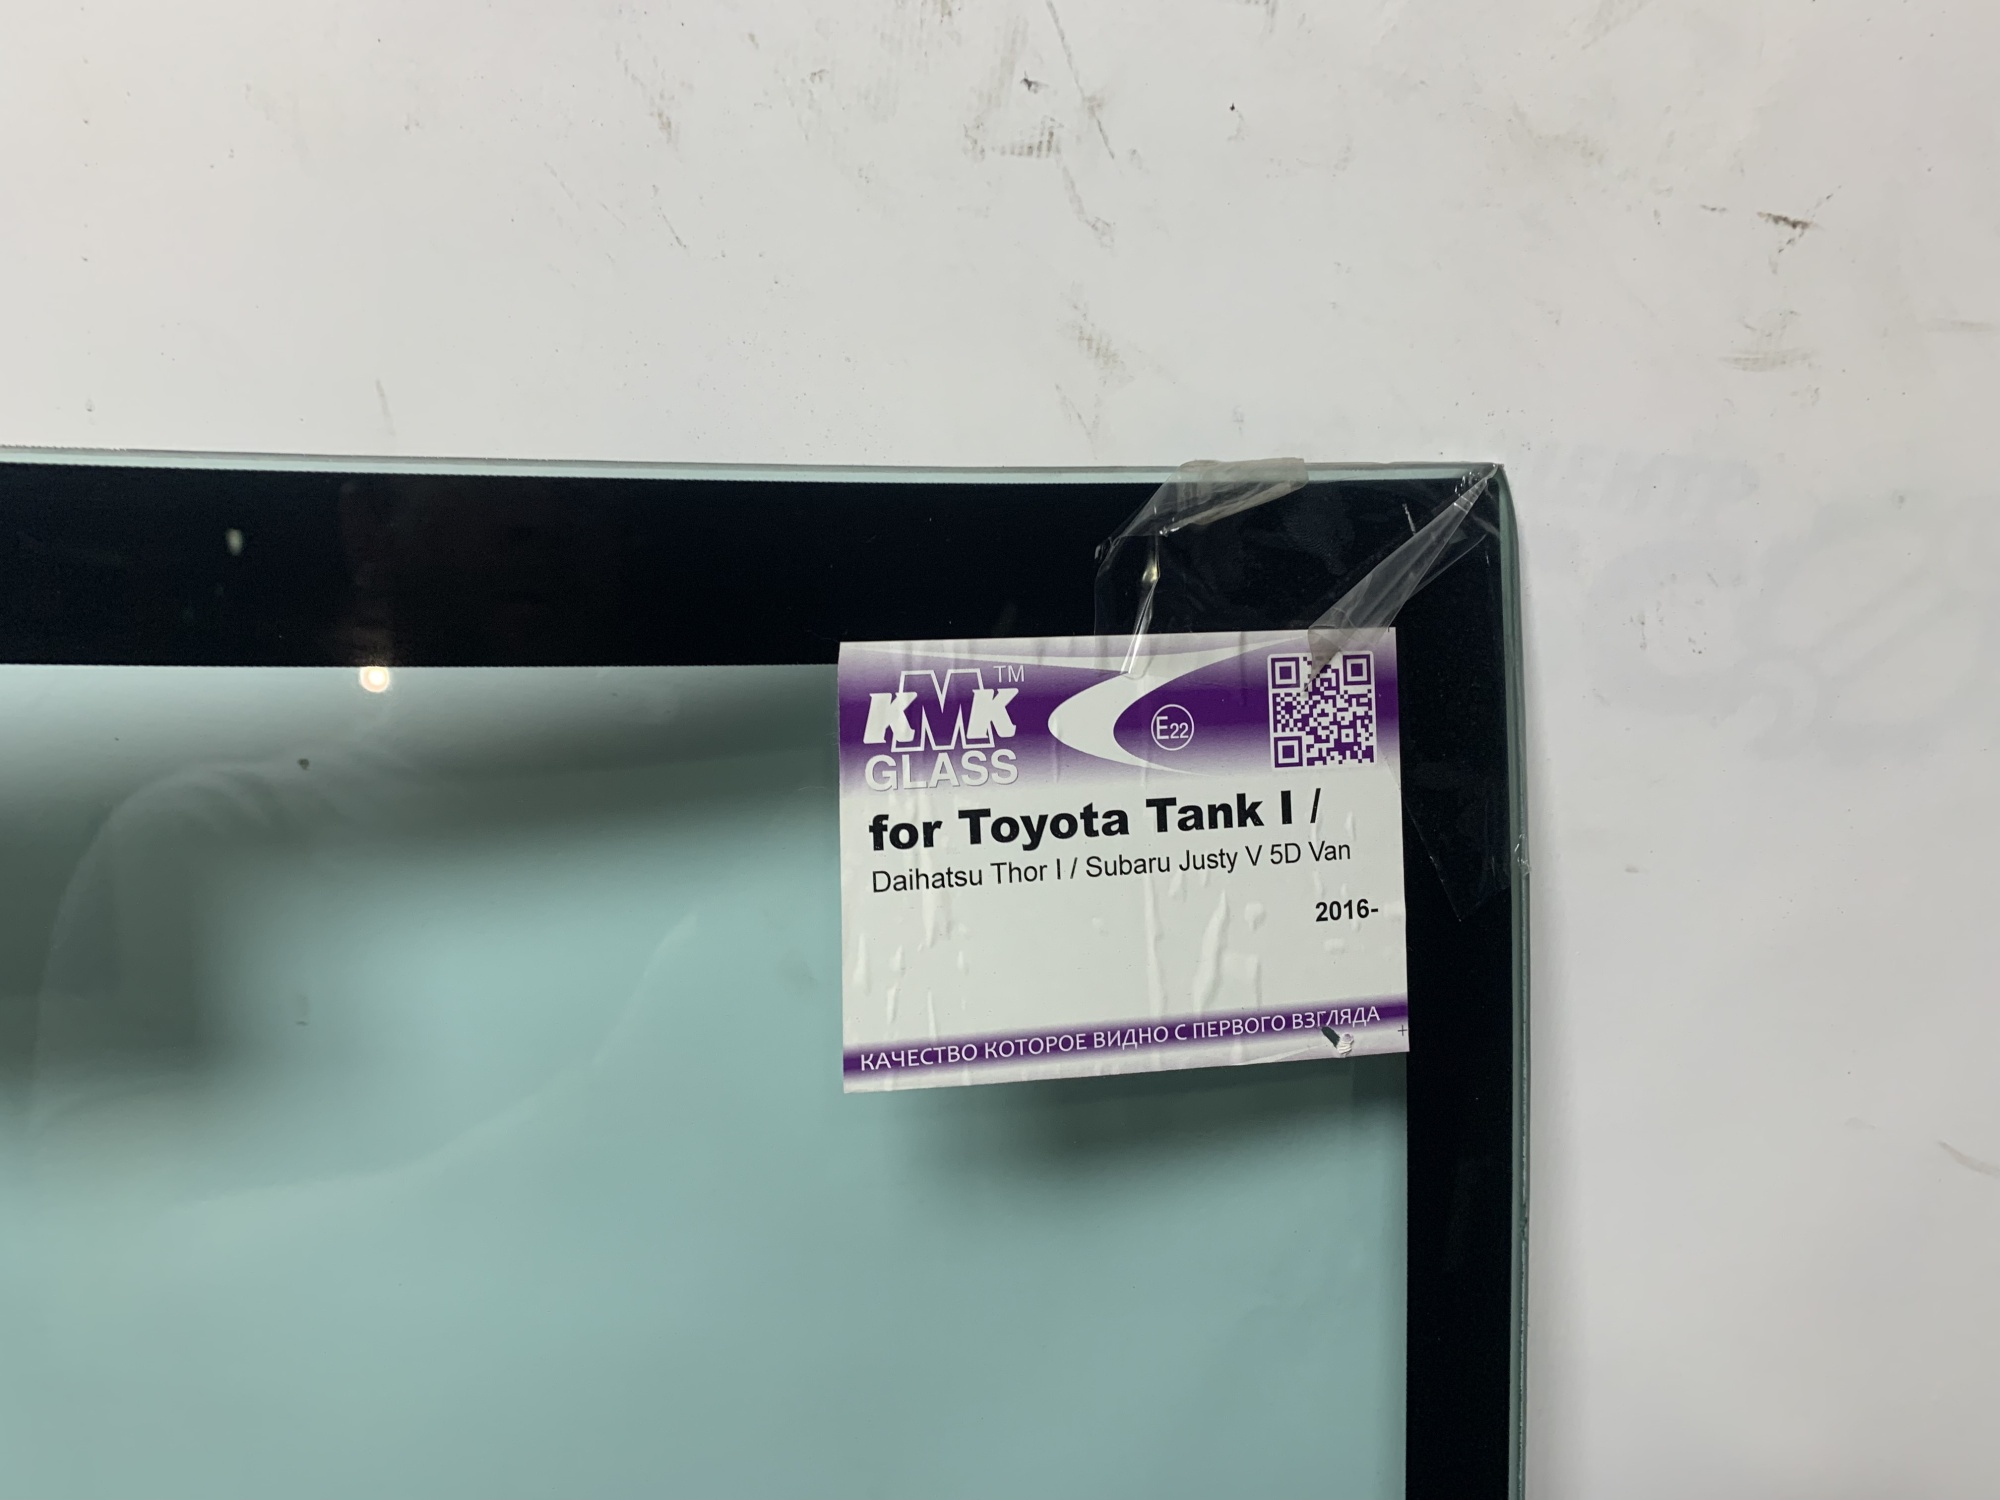 KMK™
GLASS
E22
for Toyota Tank I /
Daihatsu Thor I / Subaru Justy V 5D Van
2016-
КАЧЕСТВО КОТОРОЕ ВИДНО С ПЕРВОГО ВЗГЛЯДА